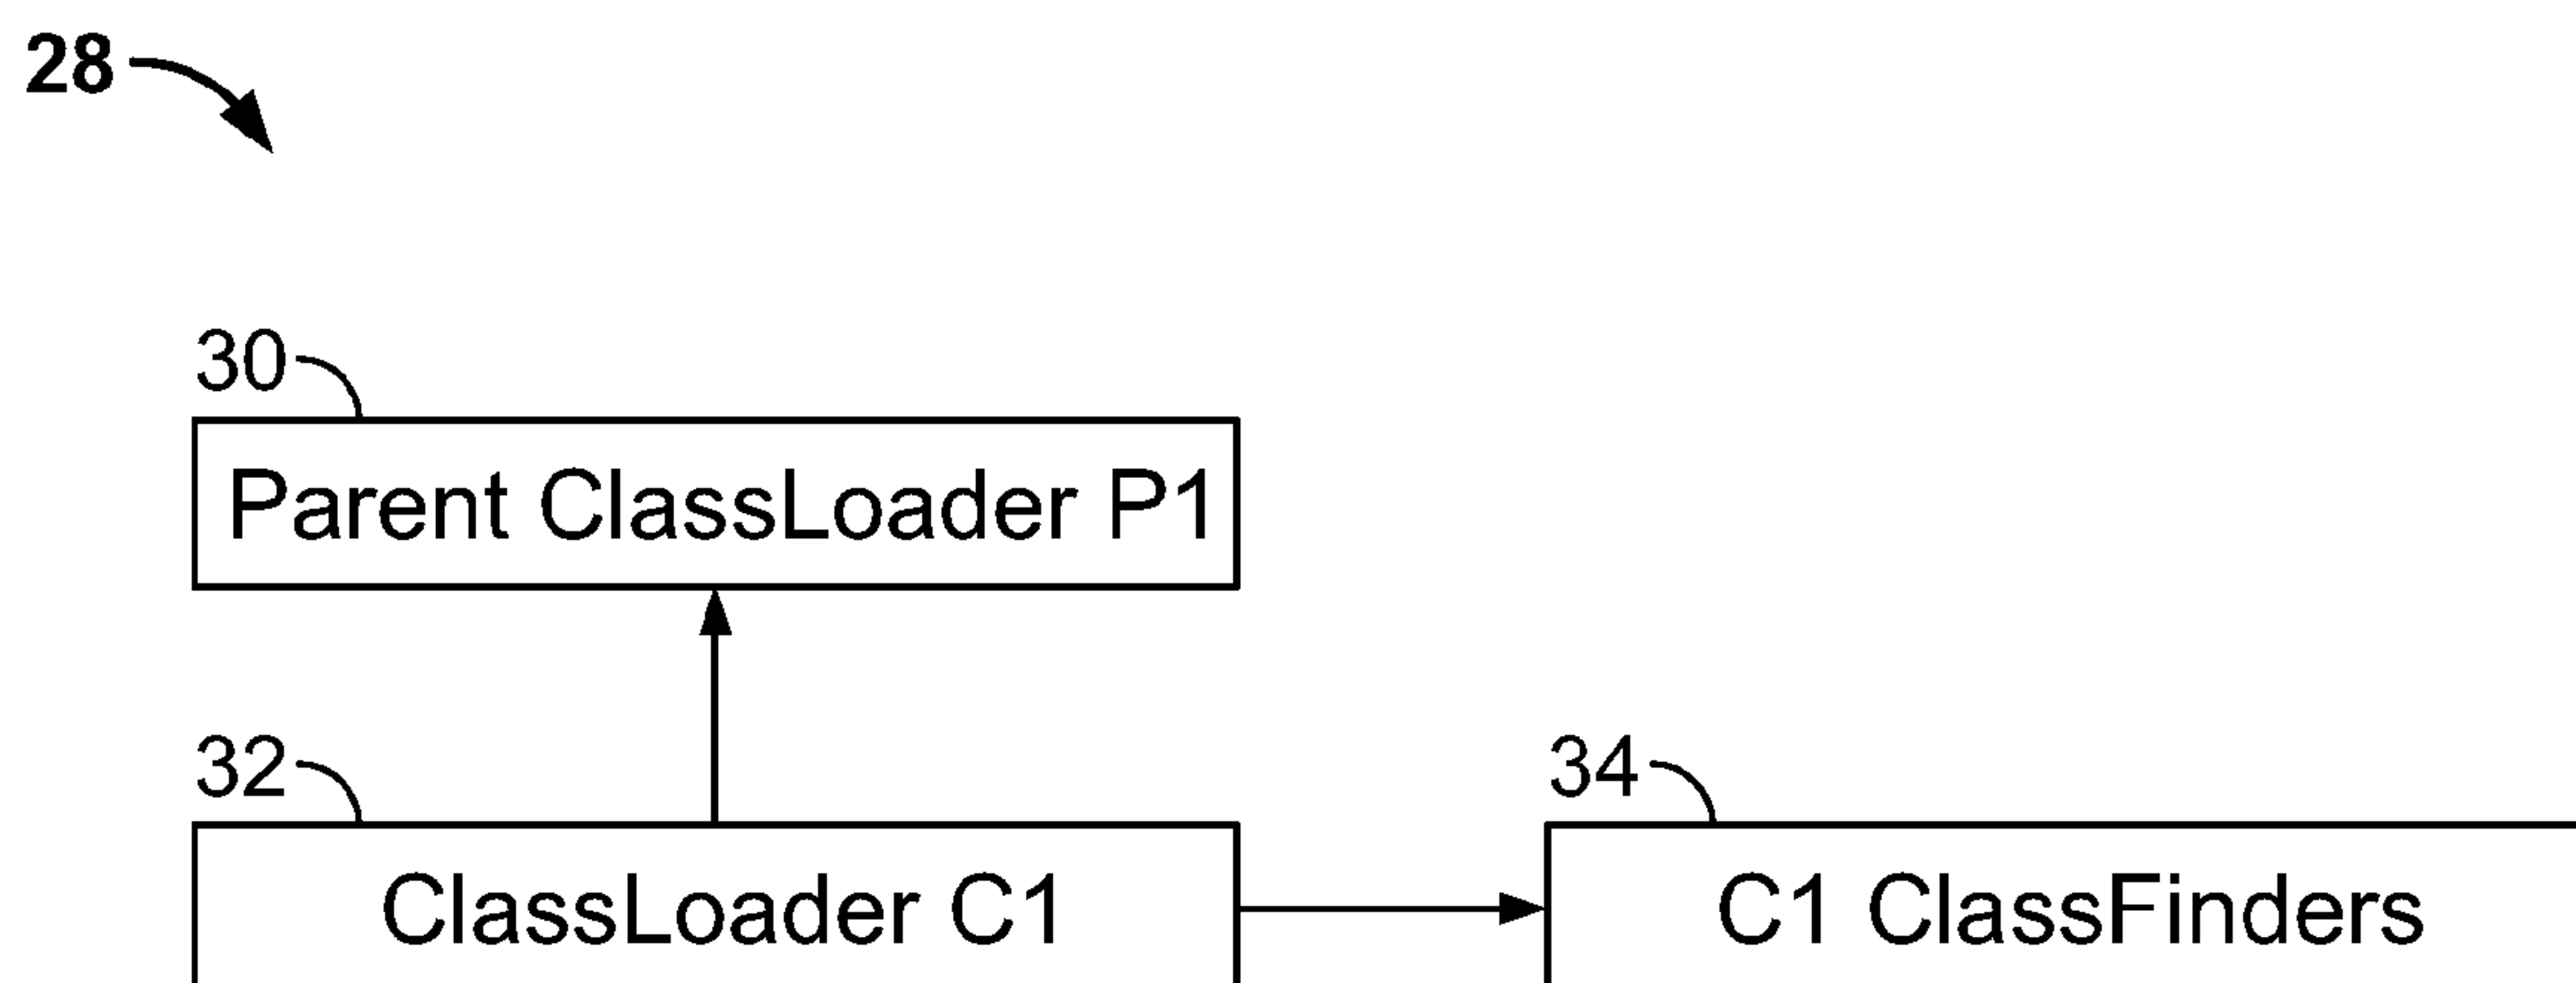 28
30
Parent ClassLoader P1
32
34
ClassLoader C1
C1 ClassFinders